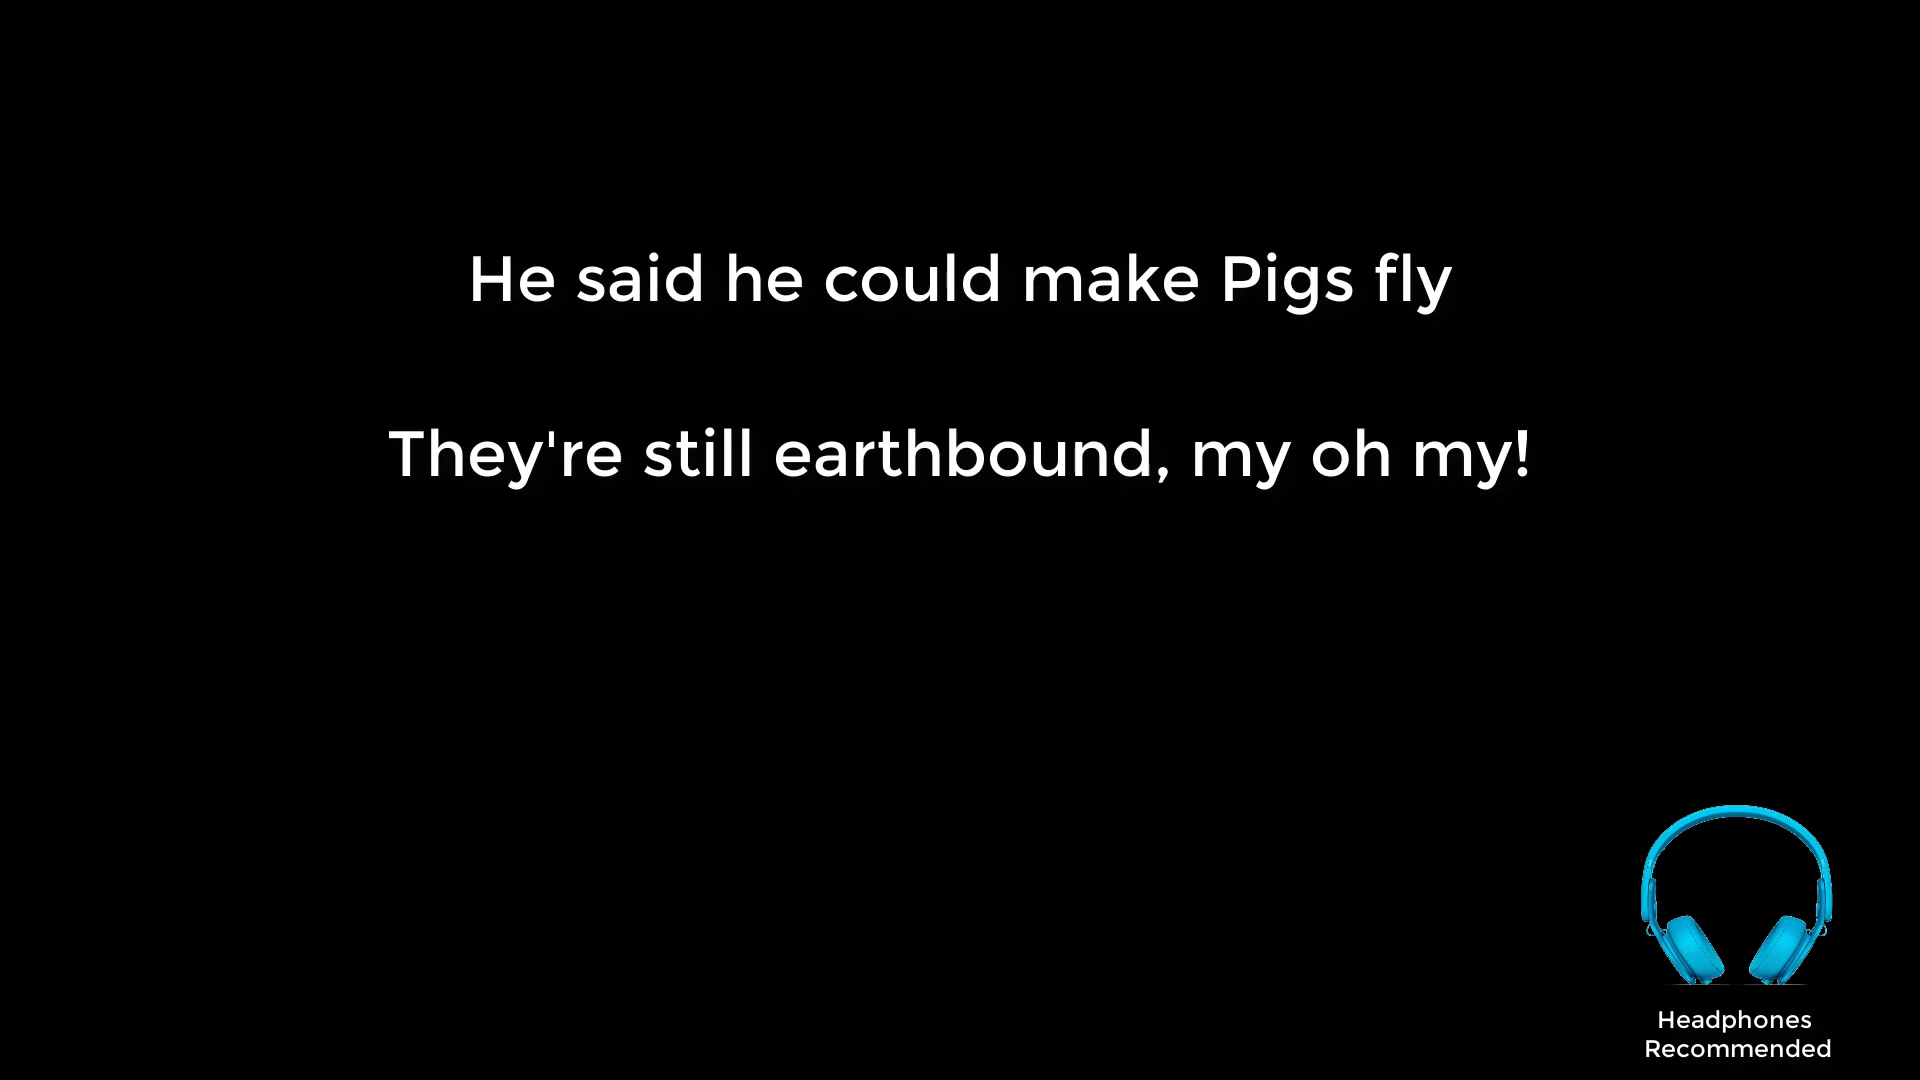 He said he could make Pigs fly
They're still earthbound, my oh my!
Headphones
Recommended